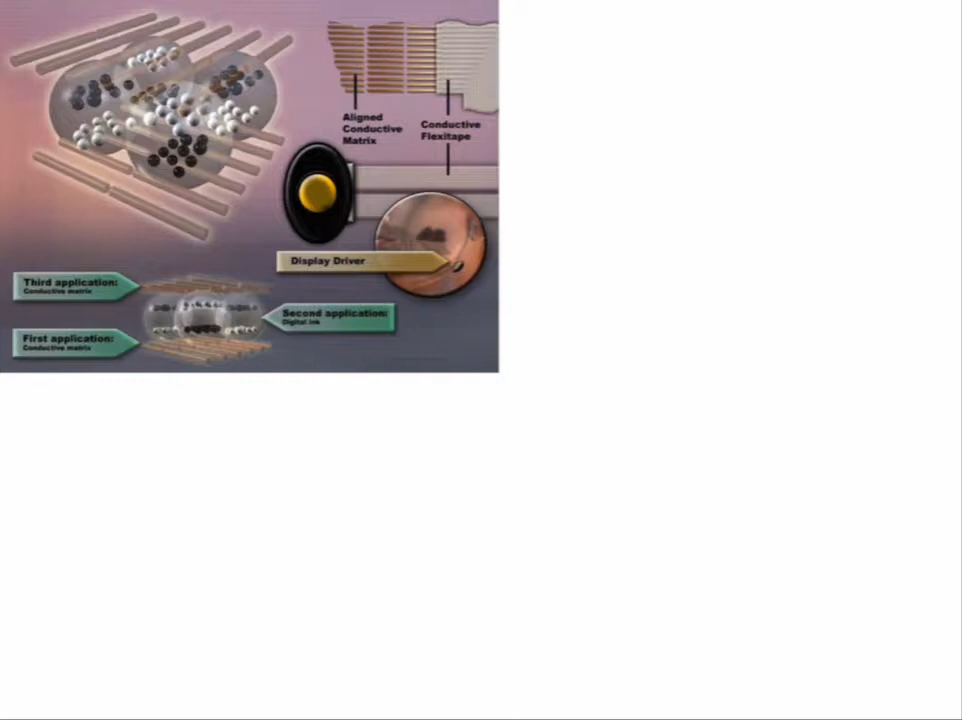 Aligned
Conductive
Matrix
Conductive
Flexitape
Display Driver
Third application:
Conductive matrix
Second application:
Digital ink
First application:
Conductive matrix